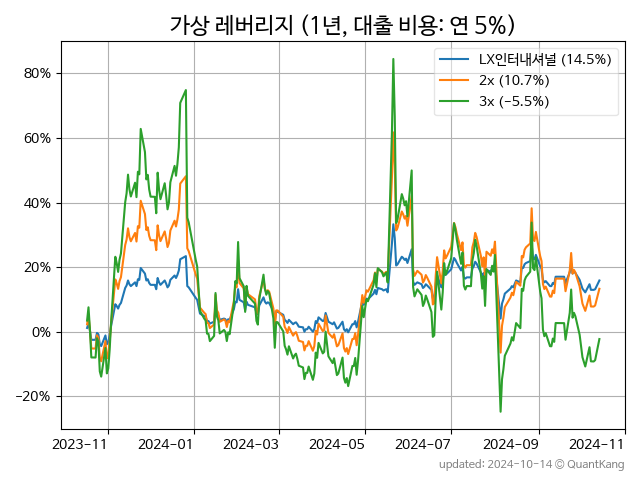 가상 레버리지 (1년, 대출 비용: 연 5%)
LX인터내셔널 (14.5%)
2x (10.7%)
3x (-5.5%)
80%
60%
40%
20%
0%
-20%
2023-11 2024-01 2024-03 2024-05 2024-07 2024-09 2024-11
updated: 2024-10-14 © QuantKang